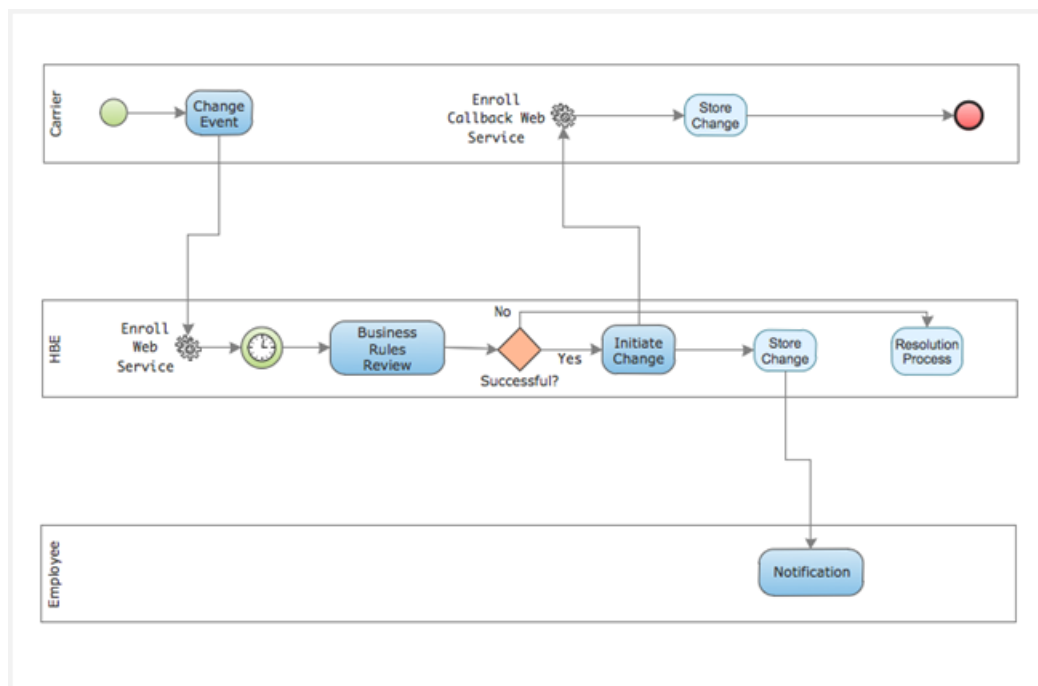 Carrier
Change
Event
Enroll
Callback Web
Service
Store
Change
HBE
Enroll
Web
Service
Business
Rules
Review
No
Successful?
Yes
Initiate
Change
Store
Change
Resolution
Process
Employee
Notification